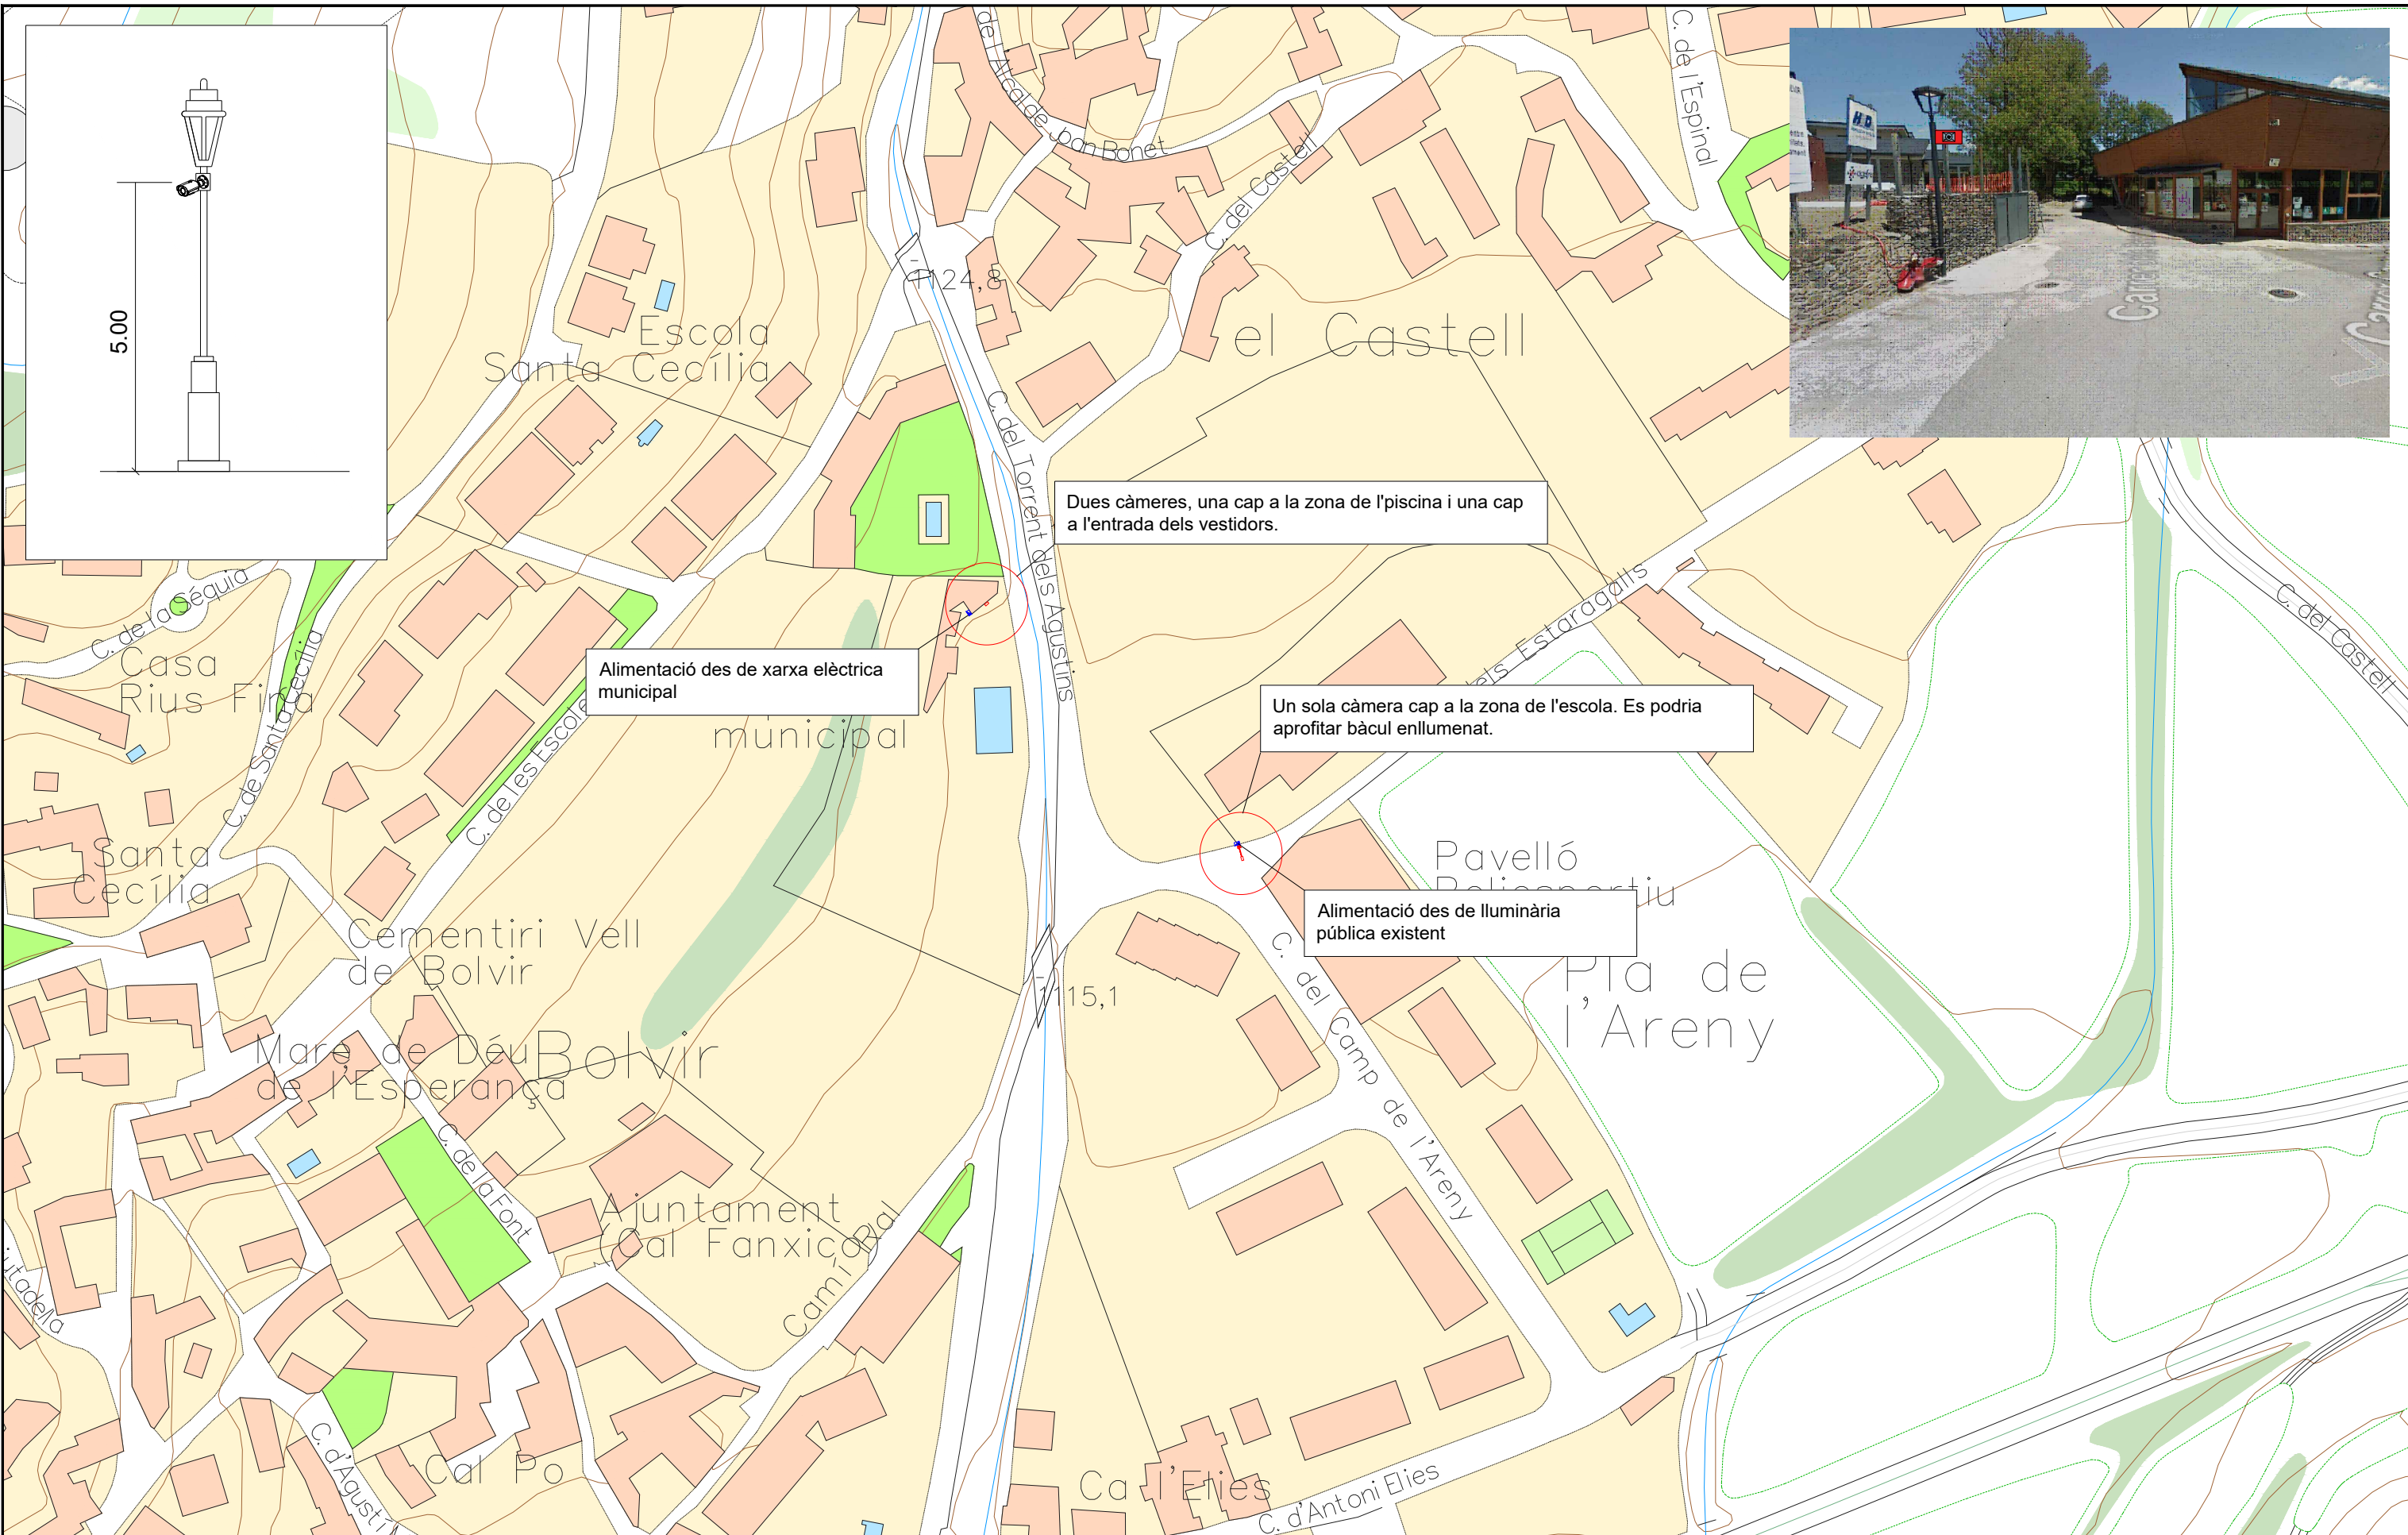 5.00
C. de l'Alcalde Joan Bonet
C. de l'Espinal
C. del Castell
1124,8
Escola
Santa Cecília
el Castell
C. del Torrent dels Agustins
Dues càmeres, una cap a la zona de l'piscina i una cap
a l'entrada dels vestidors.
C. de la Séquia
Casa
Rius Fina
C. de Santa Cecília
Alimentació des de xarxa elèctrica
municipal
municipal
C. de les Escoles
dels Estaragalls
C. del Castell
Un sola càmera cap a la zona de l'escola. Es podria
aprofitar bàcul enllumenat.
Santa
Cecília
Pavelló
Poliesportiu
Alimentació des de lluminària
pública existent
Cementiri Vell
de Bolvir
Pla de
l'Areny
1115,1
Mare de Déu
de l'Esperança
Bolvir
C. del Camp de l'Areny
C. de la Font
Ajuntament
(Cal Fanxico)
Camí Ral
C. d'Agustí
Cal Po
Ca l'Elies
C. d'Antoni Elies